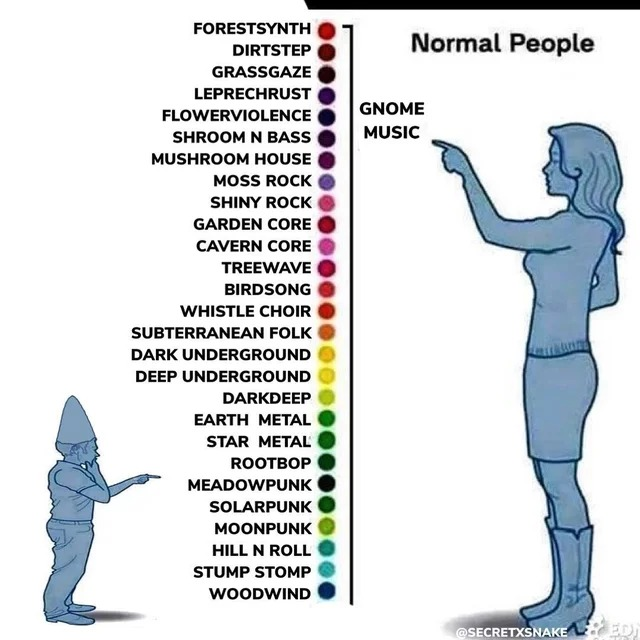 Normal People
FORESTSYNTH
DIRTSTEP
GRASSGAZE
LEPRECHRUST
FLOWERVIOLENCE
SHROOM N BASS
MUSHROOM HOUSE
MOSS ROCK
SHINY ROCK
GARDEN CORE
CAVERN CORE
TREEWAVE
BIRDSONG
WHISTLE CHOIR
SUBTERRANEAN FOLK
DARK UNDERGROUND
DEEP UNDERGROUND
DARKDEEP
EARTH METAL
STAR METAL
ROOTBOP
MEADOWPUNK
SOLARPUNK
MOONPUNK
HILL N ROLL
STUMP STOMP
WOODWIND
GNOME
MUSIC
@SECRETXSNAKE